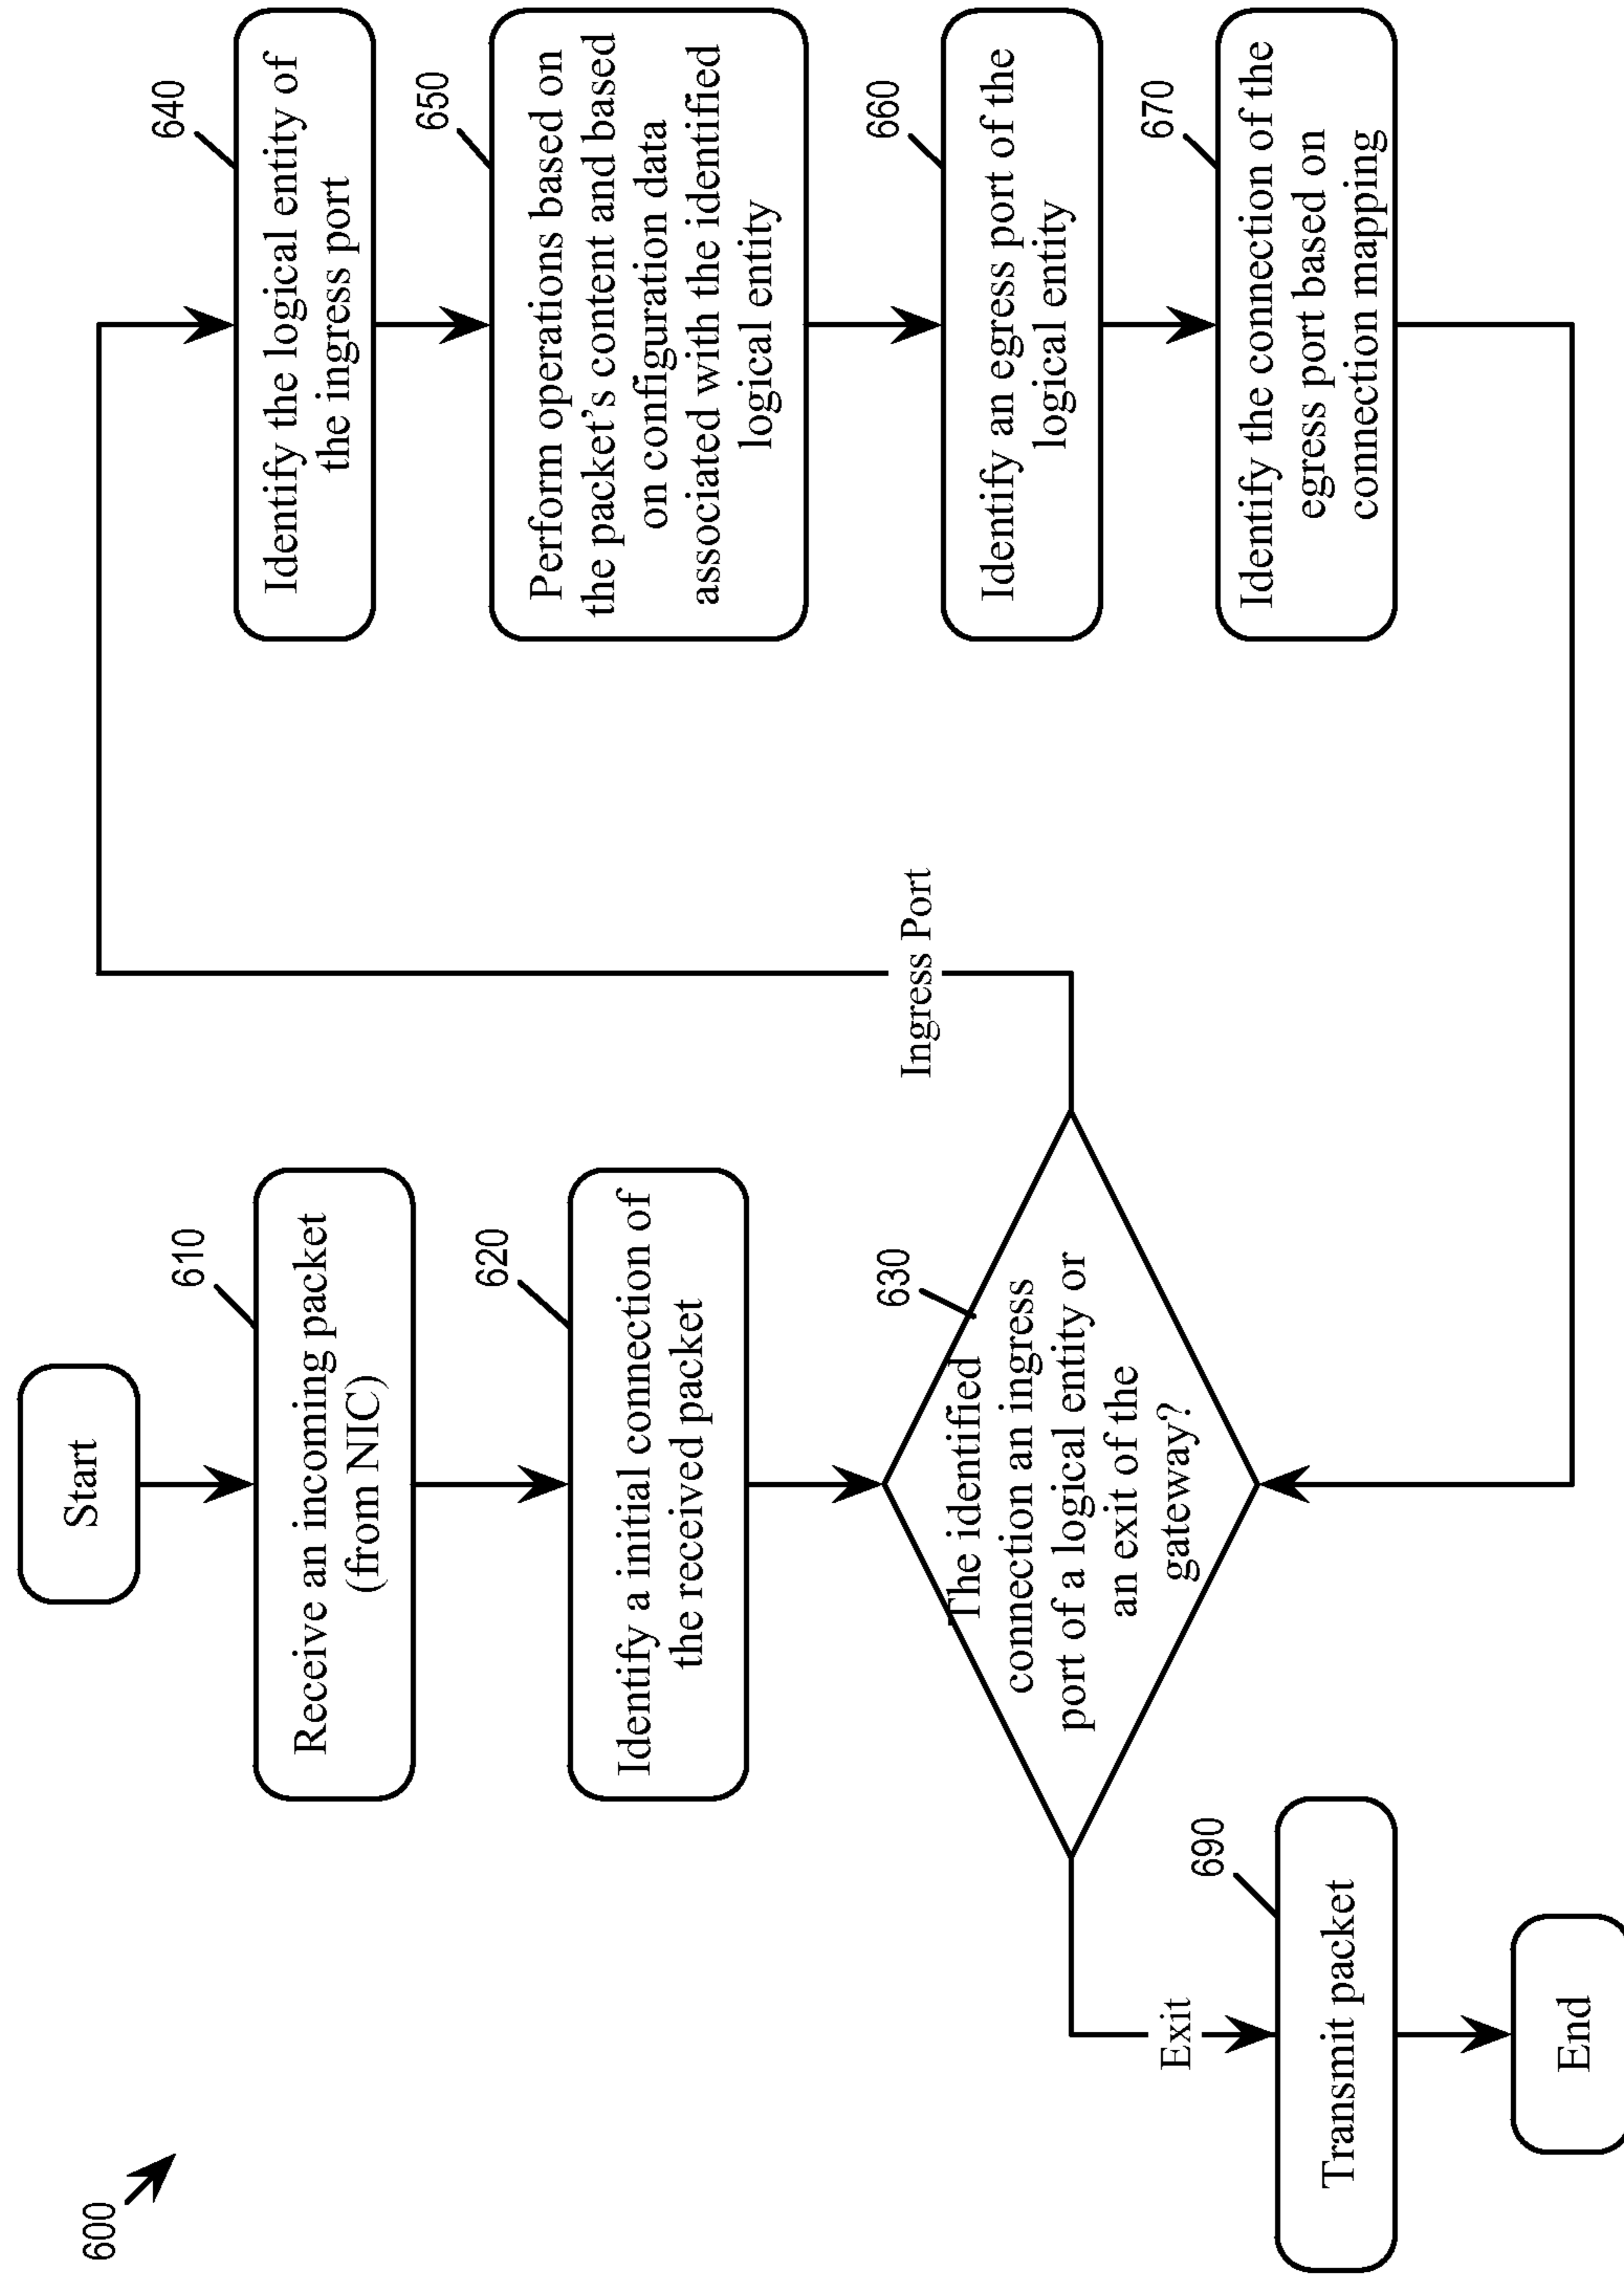 600
Start
610
Receive an incoming packet
(from NIC)
620
Identify a initial connection of
the received packet
630
The identified
connection an ingress
port of a logical entity or
an exit of the
gateway?
Exit
690
Transmit packet
End
Ingress Port
640
Identify the logical entity of
the ingress port
650
Perform operations based on
the packet's content and based
on configuration data
associated with the identified
logical entity
660
Identify an egress port of the
logical entity
670
Identify the connection of the
egress port based on
connection mapping